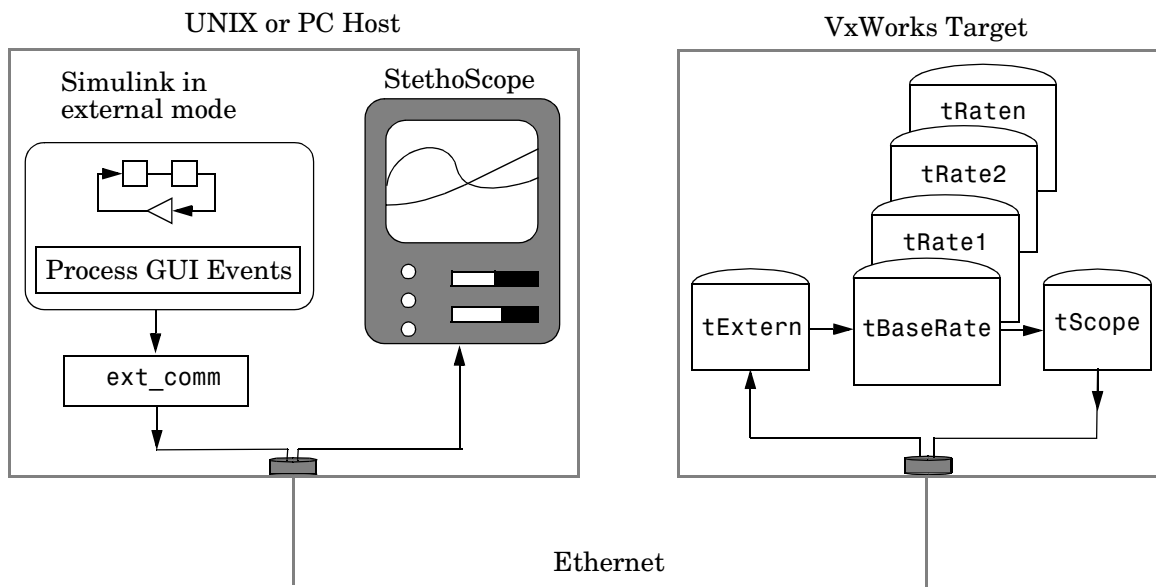 UNIX or PC Host
Simulink in
external mode
Process GUI Events
ext_comm
StethoScope
VxWorks Target
tRaten
tRate2
tRate1
tExtern
tBaseRate
tScope
Ethernet